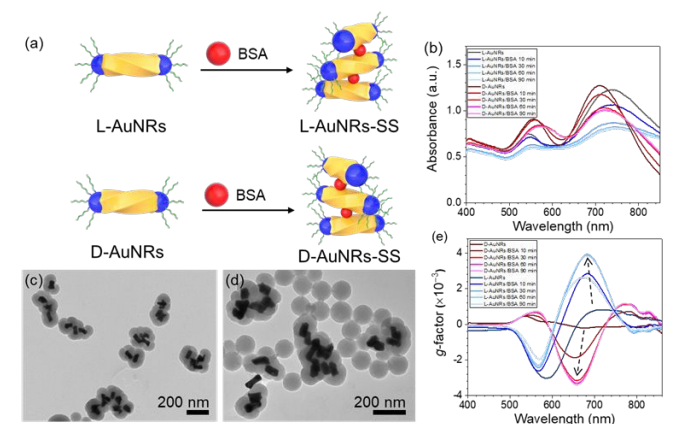 (a)
BSA
L-AuNRs
L-AuNRs-SS
BSA
D-AuNRs
D-AuNRs-SS
(b)
L-AuNRs
L-AuNRs/BSA 10 min
L-AuNRs/BSA 30 min
L-AuNRs/BSA 60 min
L-AuNRs/BSA 90 min
D-AuNRs
D-AuNRs/BSA 10 min
D-AuNRs/BSA 30 min
D-AuNRs/BSA 60 min
D-AuNRs/BSA 90 min
Absorbance (a.u.)
1.5
1.0
0.5
0.0
400 500 600 700 800
Wavelength (nm)
(c)
200 nm
(d)
200 nm
(e)
D-AuNRs
D-AuNRs/BSA 10 min
D-AuNRs/BSA 30 min
D-AuNRs/BSA 60 min
D-AuNRs/BSA 90 min
L-AuNRs
L-AuNRs/BSA 10 min
L-AuNRs/BSA 30 min
L-AuNRs/BSA 60 min
L-AuNRs/BSA 90 min
g-factor (×10⁻³)
4
2
0
-2
-4
400 500 600 700 800
Wavelength (nm)